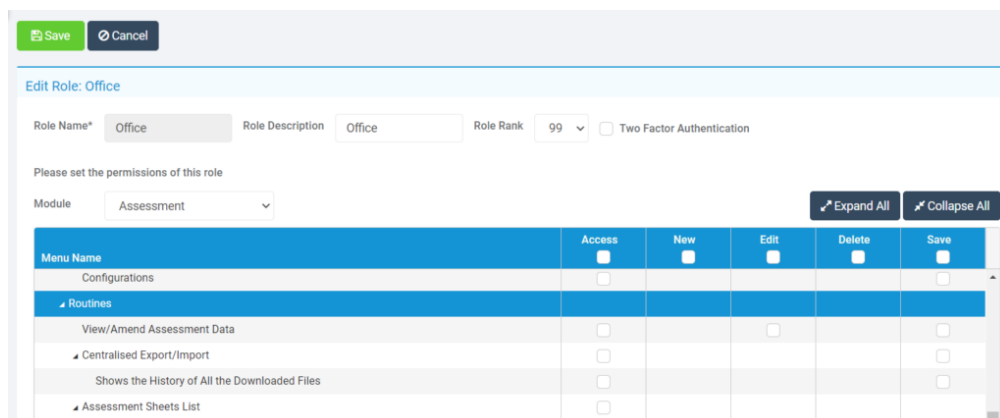 Save Cancel
Edit Role: Office
Role Name* Office Role Description Office Role Rank 99 Two Factor Authentication
Please set the permissions of this role
Module Assessment Expand All Collapse All
Menu Name Access New Edit Delete Save
Configurations
Routines
View/Amend Assessment Data
Centralised Export/Import
Shows the History of All the Downloaded Files
Assessment Sheets List